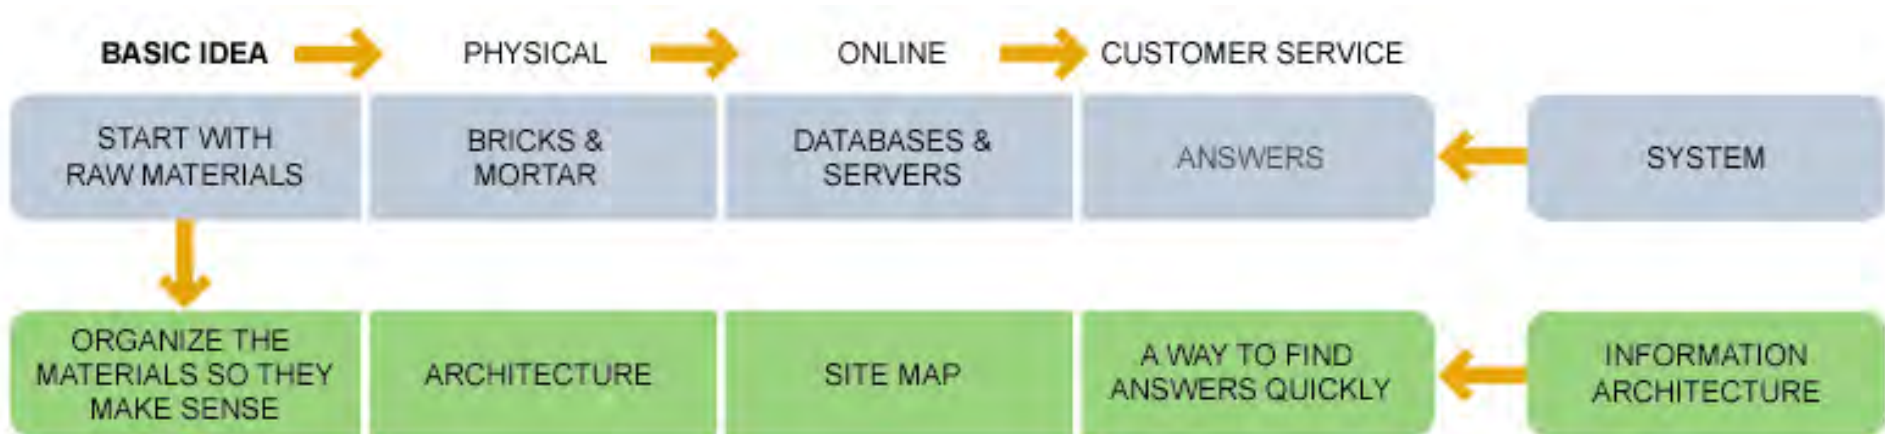 BASIC IDEA PHYSICAL ONLINE CUSTOMER SERVICE
START WITH
RAW MATERIALS
BRICKS &
MORTAR
DATABASES &
SERVERS
ANSWERS
SYSTEM
ORGANIZE THE
MATERIALS SO THEY
MAKE SENSE
ARCHITECTURE
SITE MAP
A WAY TO FIND
ANSWERS QUICKLY
INFORMATION
ARCHITECTURE